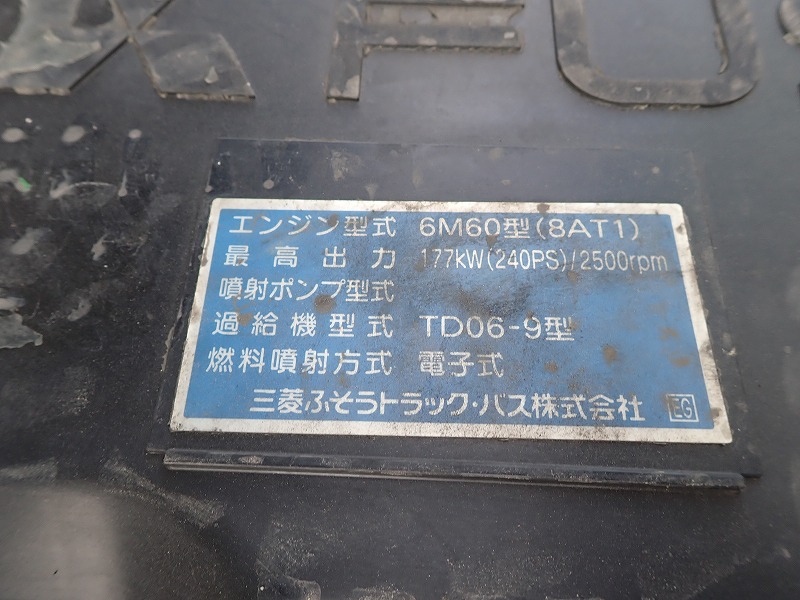 FU
エンジン型式 6M60型(8AT1)
最高出力 177kW(240PS)/2500rpm
噴射ポンプ型式
過給機型式 TD06-9型
燃料噴射方式 電子式
三菱ふそうトラック・バス株式会社 EG